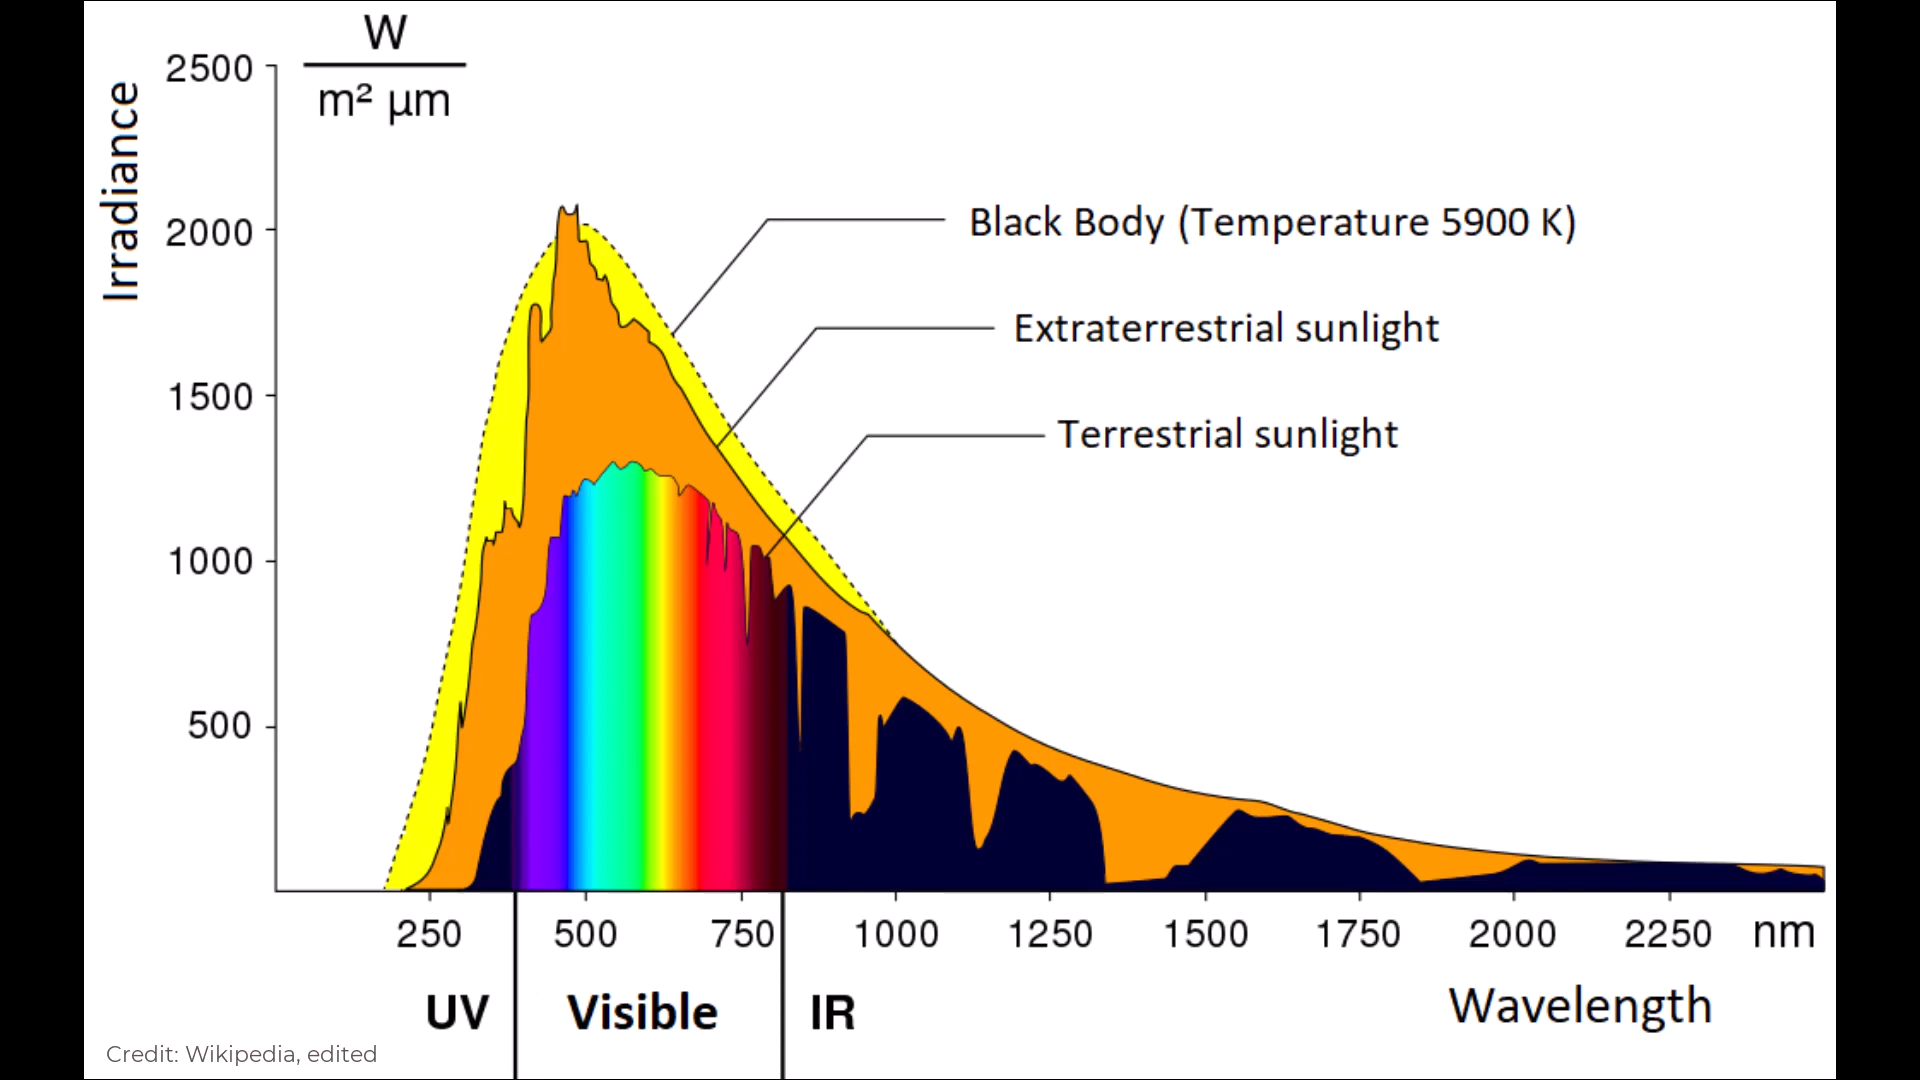 W
m² µm
Irradiance
2500
2000
1500
1000
500
Black Body (Temperature 5900 K)
Extraterrestrial sunlight
Terrestrial sunlight
250 500 750 1000 1250 1500 1750 2000 2250 nm
UV Visible IR
Wavelength
Credit: Wikipedia, edited